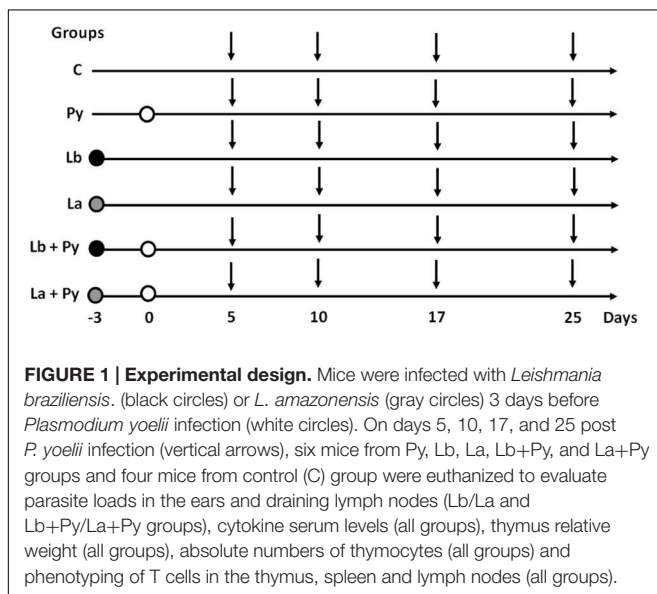 Groups
C
Py
Lb
La
Lb + Py
La + Py
-3 0 5 10 17 25 Days
FIGURE 1 | Experimental design. Mice were infected with Leishmania
braziliensis. (black circles) or L. amazonensis (gray circles) 3 days before
Plasmodium yoelii infection (white circles). On days 5, 10, 17, and 25 post
P. yoelii infection (vertical arrows), six mice from Py, Lb, La, Lb+Py, and La+Py
groups and four mice from control (C) group were euthanized to evaluate
parasite loads in the ears and draining lymph nodes (Lb/La and
Lb+Py/La+Py groups), cytokine serum levels (all groups), thymus relative
weight (all groups), absolute numbers of thymocytes (all groups) and
phenotyping of T cells in the thymus, spleen and lymph nodes (all groups).